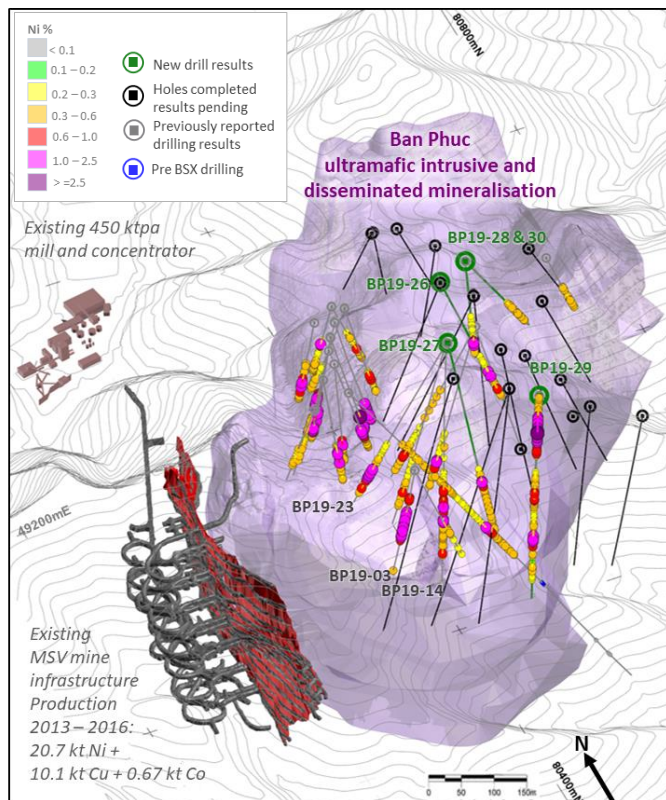 Ni %
< 0.1
0.1 – 0.2
0.2 – 0.3
0.3 – 0.6
0.6 – 1.0
1.0 – 2.5
> =2.5
New drill results
Holes completed
results pending
Previously reported
drilling results
Pre BSX drilling
80800mN
Ban Phuc
ultramafic intrusive and
disseminated mineralisation
Existing 450 ktpa
mill and concentrator
BP19-28 & 30
BP19-26
BP19-27
BP19-29
49200mE
BP19-23
BP19-03
BP19-14
Existing
MSV mine
infrastructure
Production
2013 – 2016:
20.7 kt Ni +
10.1 kt Cu + 0.67 kt Co
N
80400mN
0
50
100
150m